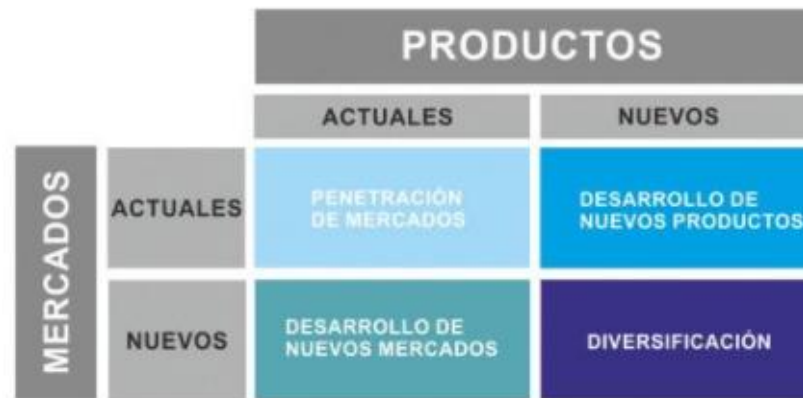 PRODUCTOS
ACTUALES
NUEVOS
MERCADOS
ACTUALES
PENETRACIÓN
DE MERCADOS
DESARROLLO DE
NUEVOS PRODUCTOS
NUEVOS
DESARROLLO DE
NUEVOS MERCADOS
DIVERSIFICACIÓN